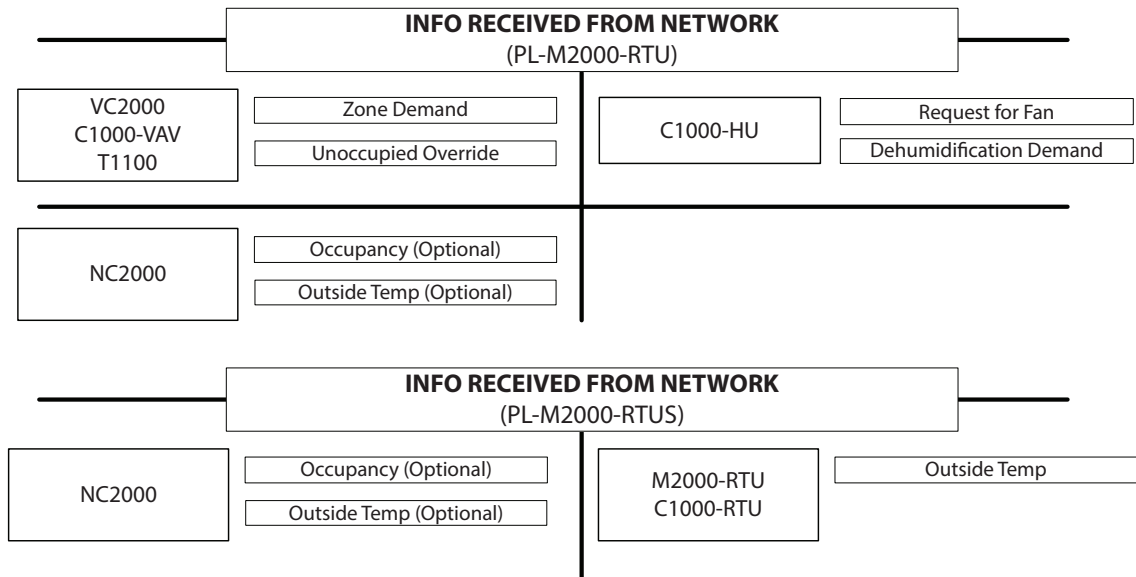 INFO RECEIVED FROM NETWORK
(PL-M2000-RTU)
VC2000
C1000-VAV
T1100
Zone Demand
Unoccupied Override
C1000-HU
Request for Fan
Dehumidification Demand
NC2000
Occupancy (Optional)
Outside Temp (Optional)
INFO RECEIVED FROM NETWORK
(PL-M2000-RTUS)
NC2000
Occupancy (Optional)
Outside Temp (Optional)
M2000-RTU
C1000-RTU
Outside Temp